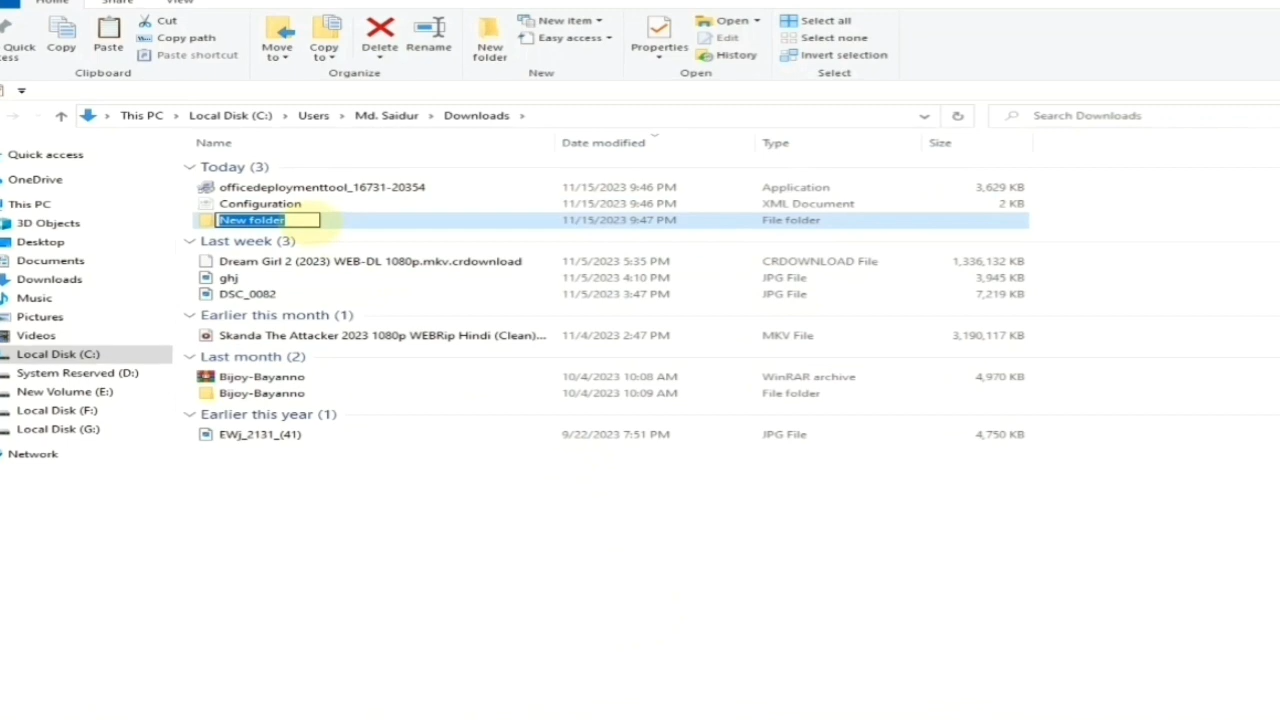 Home Share View
Quick Copy Paste Cut Copy path Paste shortcut Move to Copy to Delete Rename New folder New item Easy access Properties Open Edit History Select all Select none Invert selection
Clipboard Organize New Open Select
This PC Local Disk (C:) Users Md. Saidur Downloads Search Downloads
Name Date modified Type Size
Quick access
OneDrive
This PC
3D Objects
Desktop
Documents
Downloads
Music
Pictures
Videos
Local Disk (C:)
System Reserved (D:)
New Volume (E:)
Local Disk (F:)
Local Disk (G:)
Network
Today (3)
officedeploymenttool_16731-20354 11/15/2023 9:46 PM Application 3,629 KB
Configuration 11/15/2023 9:46 PM XML Document 2 KB
New folder 11/15/2023 9:47 PM File folder
Last week (3)
Dream Girl 2 (2023) WEB-DL 1080p.mkv.crdownload 11/5/2023 5:35 PM CRDOWNLOAD File 1,336,132 KB
ghj 11/5/2023 4:10 PM JPG File 3,945 KB
DSC_0082 11/5/2023 3:47 PM JPG File 7,219 KB
Earlier this month (1)
Skanda The Attacker 2023 1080p WEBRip Hindi (Clean)... 11/4/2023 2:47 PM MKV File 3,190,117 KB
Last month (2)
Bijoy-Bayanno 10/4/2023 10:08 AM WinRAR archive 4,970 KB
Bijoy-Bayanno 10/4/2023 10:09 AM File folder
Earlier this year (1)
EWj_2131_(41) 9/22/2023 7:51 PM JPG File 4,750 KB